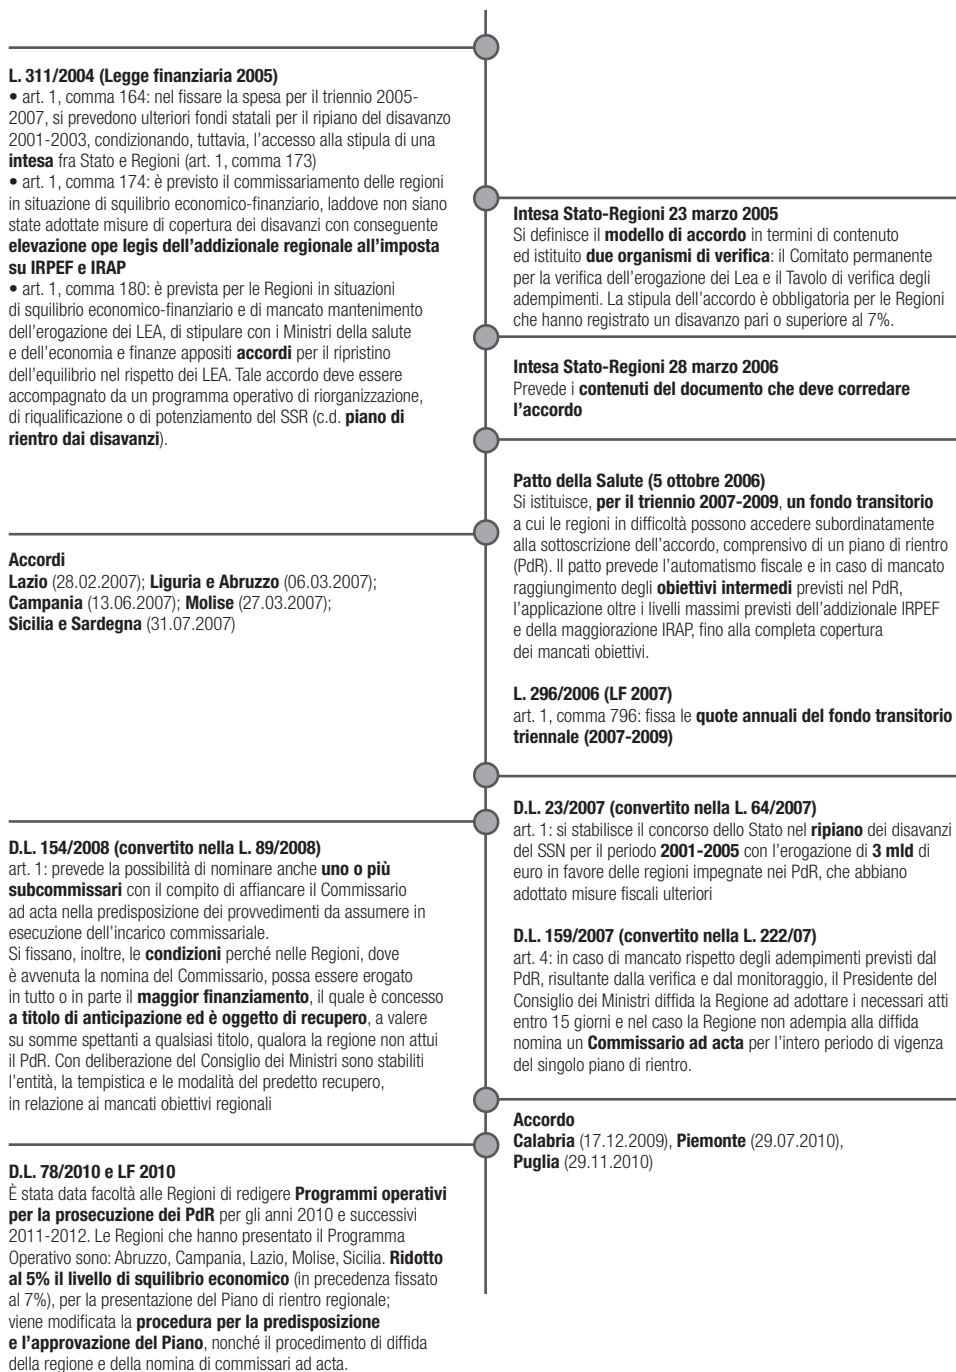 L. 311/2004 (Legge finanziaria 2005)
• art. 1, comma 164: nel fissare la spesa per il triennio 2005-
2007, si prevedono ulteriori fondi statali per il ripiano del disavanzo
2001-2003, condizionando, tuttavia, l'accesso alla stipula di una
intesa fra Stato e Regioni (art. 1, comma 173)
• art. 1, comma 174: è previsto il commissariamento delle regioni
in situazione di squilibrio economico-finanziario, laddove non siano
state adottate misure di copertura dei disavanzi con conseguente
elevazione ope legis dell'addizionale regionale all'imposta
su IRPEF e IRAP
• art. 1, comma 180: è prevista per le Regioni in situazioni
di squilibrio economico-finanziario e di mancato mantenimento
dell'erogazione dei LEA, di stipulare con i Ministri della salute
e dell'economia e finanze appositi accordi per il ripristino
dell'equilibrio nel rispetto dei LEA. Tale accordo deve essere
accompagnato da un programma operativo di riorganizzazione,
di riqualificazione o di potenziamento del SSR (c.d. piano di
rientro dai disavanzi).
Intesa Stato-Regioni 23 marzo 2005
Si definisce il modello di accordo in termini di contenuto
ed istituito due organismi di verifica: il Comitato permanente
per la verifica dell'erogazione dei Lea e il Tavolo di verifica degli
adempimenti. La stipula dell'accordo è obbligatoria per le Regioni
che hanno registrato un disavanzo pari o superiore al 7%.
Intesa Stato-Regioni 28 marzo 2006
Prevede i contenuti del documento che deve corredare
l'accordo
Patto della Salute (5 ottobre 2006)
Si istituisce, per il triennio 2007-2009, un fondo transitorio
a cui le regioni in difficoltà possono accedere subordinatamente
alla sottoscrizione dell'accordo, comprensivo di un piano di rientro
(PdR). Il patto prevede l'automatismo fiscale e in caso di mancato
raggiungimento degli obiettivi intermedi previsti nel PdR,
l'applicazione oltre i livelli massimi previsti dell'addizionale IRPEF
e della maggiorazione IRAP, fino alla completa copertura
dei mancati obiettivi.
L. 296/2006 (LF 2007)
art. 1, comma 796: fissa le quote annuali del fondo transitorio
triennale (2007-2009)
Accordi
Lazio (28.02.2007); Liguria e Abruzzo (06.03.2007);
Campania (13.06.2007); Molise (27.03.2007);
Sicilia e Sardegna (31.07.2007)
D.L. 23/2007 (convertito nella L. 64/2007)
art. 1: si stabilisce il concorso dello Stato nel ripiano dei disavanzi
del SSN per il periodo 2001-2005 con l'erogazione di 3 mld di
euro in favore delle regioni impegnate nei PdR, che abbiano
adottato misure fiscali ulteriori
D.L. 159/2007 (convertito nella L. 222/07)
art. 4: in caso di mancato rispetto degli adempimenti previsti dal
PdR, risultante dalla verifica e dal monitoraggio, il Presidente del
Consiglio dei Ministri diffida la Regione ad adottare i necessari atti
entro 15 giorni e nel caso la Regione non adempia alla diffida
nomina un Commissario ad acta per l'intero periodo di vigenza
del singolo piano di rientro.
D.L. 154/2008 (convertito nella L. 89/2008)
art. 1: prevede la possibilità di nominare anche uno o più
subcommissari con il compito di affiancare il Commissario
ad acta nella predisposizione dei provvedimenti da assumere in
esecuzione dell'incarico commissariale.
Si fissano, inoltre, le condizioni perché nelle Regioni, dove
è avvenuta la nomina del Commissario, possa essere erogato
in tutto o in parte il maggior finanziamento, il quale è concesso
a titolo di anticipazione ed è oggetto di recupero, a valere
su somme spettanti a qualsiasi titolo, qualora la regione non attui
il PdR. Con deliberazione del Consiglio dei Ministri sono stabiliti
l'entità, la tempistica e le modalità del predetto recupero,
in relazione ai mancati obiettivi regionali
Accordo
Calabria (17.12.2009), Piemonte (29.07.2010),
Puglia (29.11.2010)
D.L. 78/2010 e LF 2010
È stata data facoltà alle Regioni di redigere Programmi operativi
per la prosecuzione dei PdR per gli anni 2010 e successivi
2011-2012. Le Regioni che hanno presentato il Programma
Operativo sono: Abruzzo, Campania, Lazio, Molise, Sicilia. Ridotto
al 5% il livello di squilibrio economico (in precedenza fissato
al 7%), per la presentazione del Piano di rientro regionale;
viene modificata la procedura per la predisposizione
e l'approvazione del Piano, nonché il procedimento di diffida
della regione e della nomina di commissari ad acta.